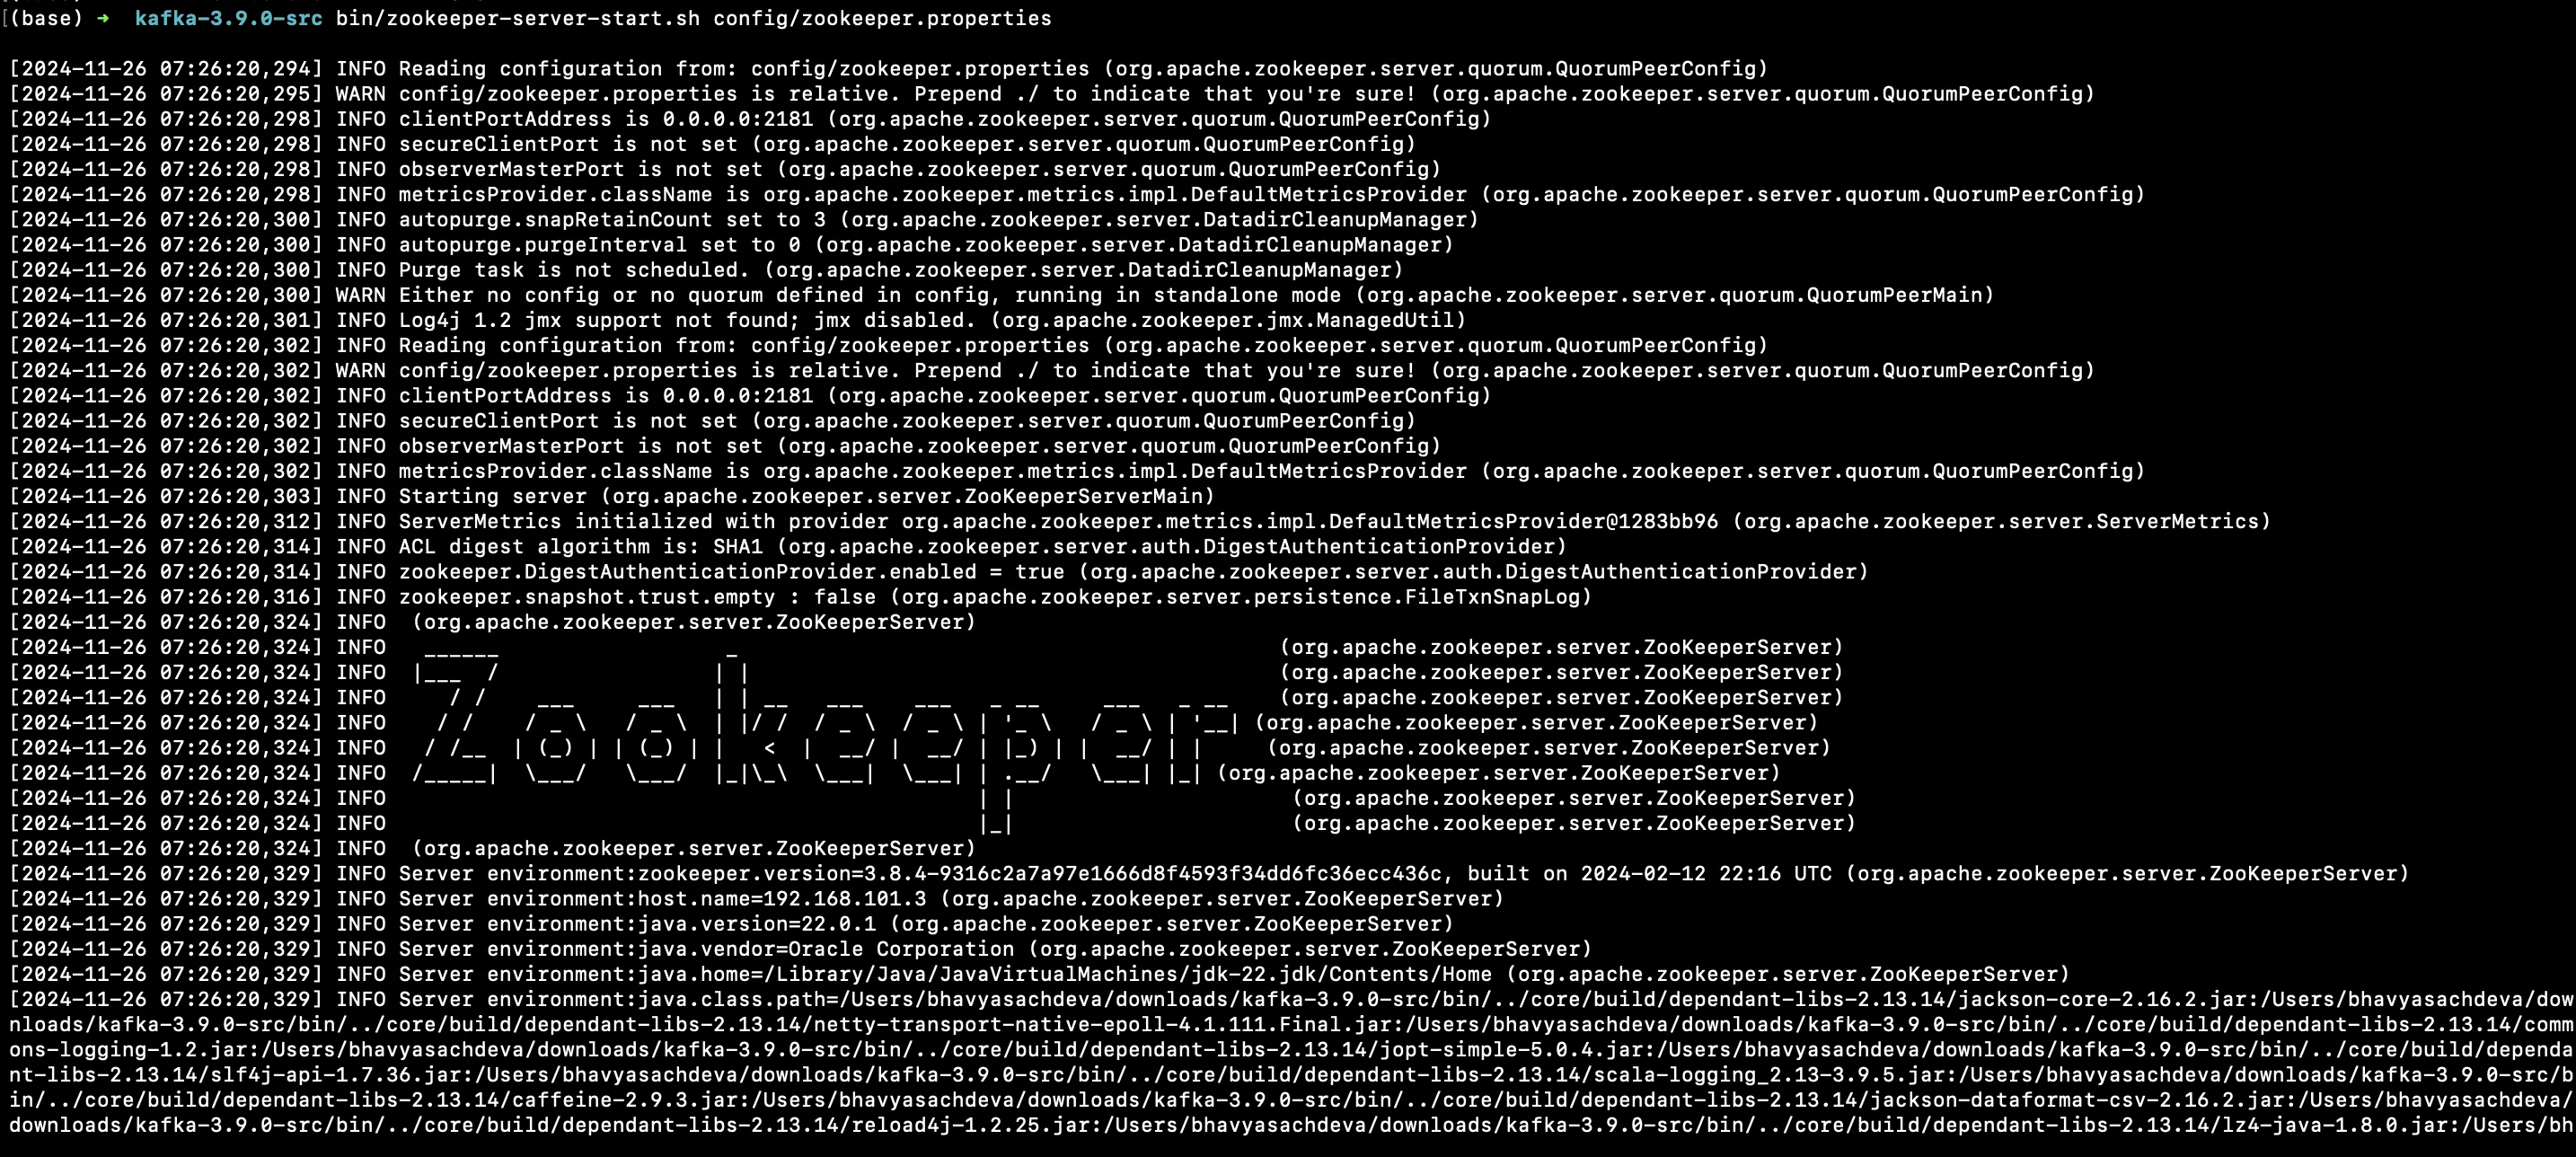 [(base) ➜  kafka-3.9.0-src bin/zookeeper-server-start.sh config/zookeeper.properties
[2024-11-26 07:26:20,294] INFO Reading configuration from: config/zookeeper.properties (org.apache.zookeeper.server.quorum.QuorumPeerConfig)
[2024-11-26 07:26:20,295] WARN config/zookeeper.properties is relative. Prepend ./ to indicate that you're sure! (org.apache.zookeeper.server.quorum.QuorumPeerConfig)
[2024-11-26 07:26:20,298] INFO clientPortAddress is 0.0.0.0:2181 (org.apache.zookeeper.server.quorum.QuorumPeerConfig)
[2024-11-26 07:26:20,298] INFO secureClientPort is not set (org.apache.zookeeper.server.quorum.QuorumPeerConfig)
[2024-11-26 07:26:20,298] INFO observerMasterPort is not set (org.apache.zookeeper.server.quorum.QuorumPeerConfig)
[2024-11-26 07:26:20,298] INFO metricsProvider.className is org.apache.zookeeper.metrics.impl.DefaultMetricsProvider (org.apache.zookeeper.server.quorum.QuorumPeerConfig)
[2024-11-26 07:26:20,300] INFO autopurge.snapRetainCount set to 3 (org.apache.zookeeper.server.DatadirCleanupManager)
[2024-11-26 07:26:20,300] INFO autopurge.purgeInterval set to 0 (org.apache.zookeeper.server.DatadirCleanupManager)
[2024-11-26 07:26:20,300] INFO Purge task is not scheduled. (org.apache.zookeeper.server.DatadirCleanupManager)
[2024-11-26 07:26:20,300] WARN Either no config or no quorum defined in config, running in standalone mode (org.apache.zookeeper.server.quorum.QuorumPeerMain)
[2024-11-26 07:26:20,301] INFO Log4j 1.2 jmx support not found; jmx disabled. (org.apache.zookeeper.jmx.ManagedUtil)
[2024-11-26 07:26:20,302] INFO Reading configuration from: config/zookeeper.properties (org.apache.zookeeper.server.quorum.QuorumPeerConfig)
[2024-11-26 07:26:20,302] WARN config/zookeeper.properties is relative. Prepend ./ to indicate that you're sure! (org.apache.zookeeper.server.quorum.QuorumPeerConfig)
[2024-11-26 07:26:20,302] INFO clientPortAddress is 0.0.0.0:2181 (org.apache.zookeeper.server.quorum.QuorumPeerConfig)
[2024-11-26 07:26:20,302] INFO secureClientPort is not set (org.apache.zookeeper.server.quorum.QuorumPeerConfig)
[2024-11-26 07:26:20,302] INFO observerMasterPort is not set (org.apache.zookeeper.server.quorum.QuorumPeerConfig)
[2024-11-26 07:26:20,302] INFO metricsProvider.className is org.apache.zookeeper.metrics.impl.DefaultMetricsProvider (org.apache.zookeeper.server.quorum.QuorumPeerConfig)
[2024-11-26 07:26:20,303] INFO Starting server (org.apache.zookeeper.server.ZooKeeperServerMain)
[2024-11-26 07:26:20,312] INFO ServerMetrics initialized with provider org.apache.zookeeper.metrics.impl.DefaultMetricsProvider@1283bb96 (org.apache.zookeeper.server.ServerMetrics)
[2024-11-26 07:26:20,314] INFO ACL digest algorithm is: SHA1 (org.apache.zookeeper.server.auth.DigestAuthenticationProvider)
[2024-11-26 07:26:20,314] INFO zookeeper.DigestAuthenticationProvider.enabled = true (org.apache.zookeeper.server.auth.DigestAuthenticationProvider)
[2024-11-26 07:26:20,316] INFO zookeeper.snapshot.trust.empty : false (org.apache.zookeeper.server.persistence.FileTxnSnapLog)
[2024-11-26 07:26:20,324] INFO  (org.apache.zookeeper.server.ZooKeeperServer)
[2024-11-26 07:26:20,324] INFO   ______                  _                                           (org.apache.zookeeper.server.ZooKeeperServer)
[2024-11-26 07:26:20,324] INFO  |___  /                 | |                                          (org.apache.zookeeper.server.ZooKeeperServer)
[2024-11-26 07:26:20,324] INFO     / /    ___     ___   | | __   ___    ___   _ __     ___   _ __    (org.apache.zookeeper.server.ZooKeeperServer)
[2024-11-26 07:26:20,324] INFO    / /    / _ \   / _ \  | |/ /  / _ \  / _ \ | '_ \   / _ \ | '__| (org.apache.zookeeper.server.ZooKeeperServer)
[2024-11-26 07:26:20,324] INFO   / /__  | (_) | | (_) | |   <  |  __/ |  __/ | |_) | |  __/ | |     (org.apache.zookeeper.server.ZooKeeperServer)
[2024-11-26 07:26:20,324] INFO  /_____|  \___/   \___/  |_|\_\  \___|  \___| | .__/   \___| |_| (org.apache.zookeeper.server.ZooKeeperServer)
[2024-11-26 07:26:20,324] INFO                                               | |                      (org.apache.zookeeper.server.ZooKeeperServer)
[2024-11-26 07:26:20,324] INFO                                               |_|                      (org.apache.zookeeper.server.ZooKeeperServer)
[2024-11-26 07:26:20,324] INFO  (org.apache.zookeeper.server.ZooKeeperServer)
[2024-11-26 07:26:20,329] INFO Server environment:zookeeper.version=3.8.4-9316c2a7a97e1666d8f4593f34dd6fc36ecc436c, built on 2024-02-12 22:16 UTC (org.apache.zookeeper.server.ZooKeeperServer)
[2024-11-26 07:26:20,329] INFO Server environment:host.name=192.168.101.3 (org.apache.zookeeper.server.ZooKeeperServer)
[2024-11-26 07:26:20,329] INFO Server environment:java.version=22.0.1 (org.apache.zookeeper.server.ZooKeeperServer)
[2024-11-26 07:26:20,329] INFO Server environment:java.vendor=Oracle Corporation (org.apache.zookeeper.server.ZooKeeperServer)
[2024-11-26 07:26:20,329] INFO Server environment:java.home=/Library/Java/JavaVirtualMachines/jdk-22.jdk/Contents/Home (org.apache.zookeeper.server.ZooKeeperServer)
[2024-11-26 07:26:20,329] INFO Server environment:java.class.path=/Users/bhavyasachdeva/downloads/kafka-3.9.0-src/bin/../core/build/dependant-libs-2.13.14/jackson-core-2.16.2.jar:/Users/bhavyasachdeva/dow
nloads/kafka-3.9.0-src/bin/../core/build/dependant-libs-2.13.14/netty-transport-native-epoll-4.1.111.Final.jar:/Users/bhavyasachdeva/downloads/kafka-3.9.0-src/bin/../core/build/dependant-libs-2.13.14/comm
ons-logging-1.2.jar:/Users/bhavyasachdeva/downloads/kafka-3.9.0-src/bin/../core/build/dependant-libs-2.13.14/jopt-simple-5.0.4.jar:/Users/bhavyasachdeva/downloads/kafka-3.9.0-src/bin/../core/build/dependa
nt-libs-2.13.14/slf4j-api-1.7.36.jar:/Users/bhavyasachdeva/downloads/kafka-3.9.0-src/bin/../core/build/dependant-libs-2.13.14/scala-logging_2.13-3.9.5.jar:/Users/bhavyasachdeva/downloads/kafka-3.9.0-src/b
in/../core/build/dependant-libs-2.13.14/caffeine-2.9.3.jar:/Users/bhavyasachdeva/downloads/kafka-3.9.0-src/bin/../core/build/dependant-libs-2.13.14/jackson-dataformat-csv-2.16.2.jar:/Users/bhavyasachdeva/
downloads/kafka-3.9.0-src/bin/../core/build/dependant-libs-2.13.14/reload4j-1.2.25.jar:/Users/bhavyasachdeva/downloads/kafka-3.9.0-src/bin/../core/build/dependant-libs-2.13.14/lz4-java-1.8.0.jar:/Users/bh